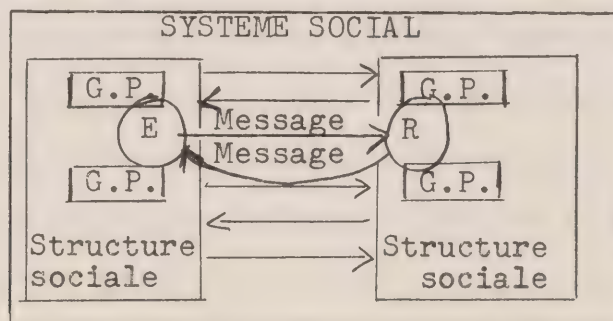 SYSTEME SOCIAL
G.P. G.P.
E Message R
Message
G.P. G.P.
Structure Structure
sociale sociale